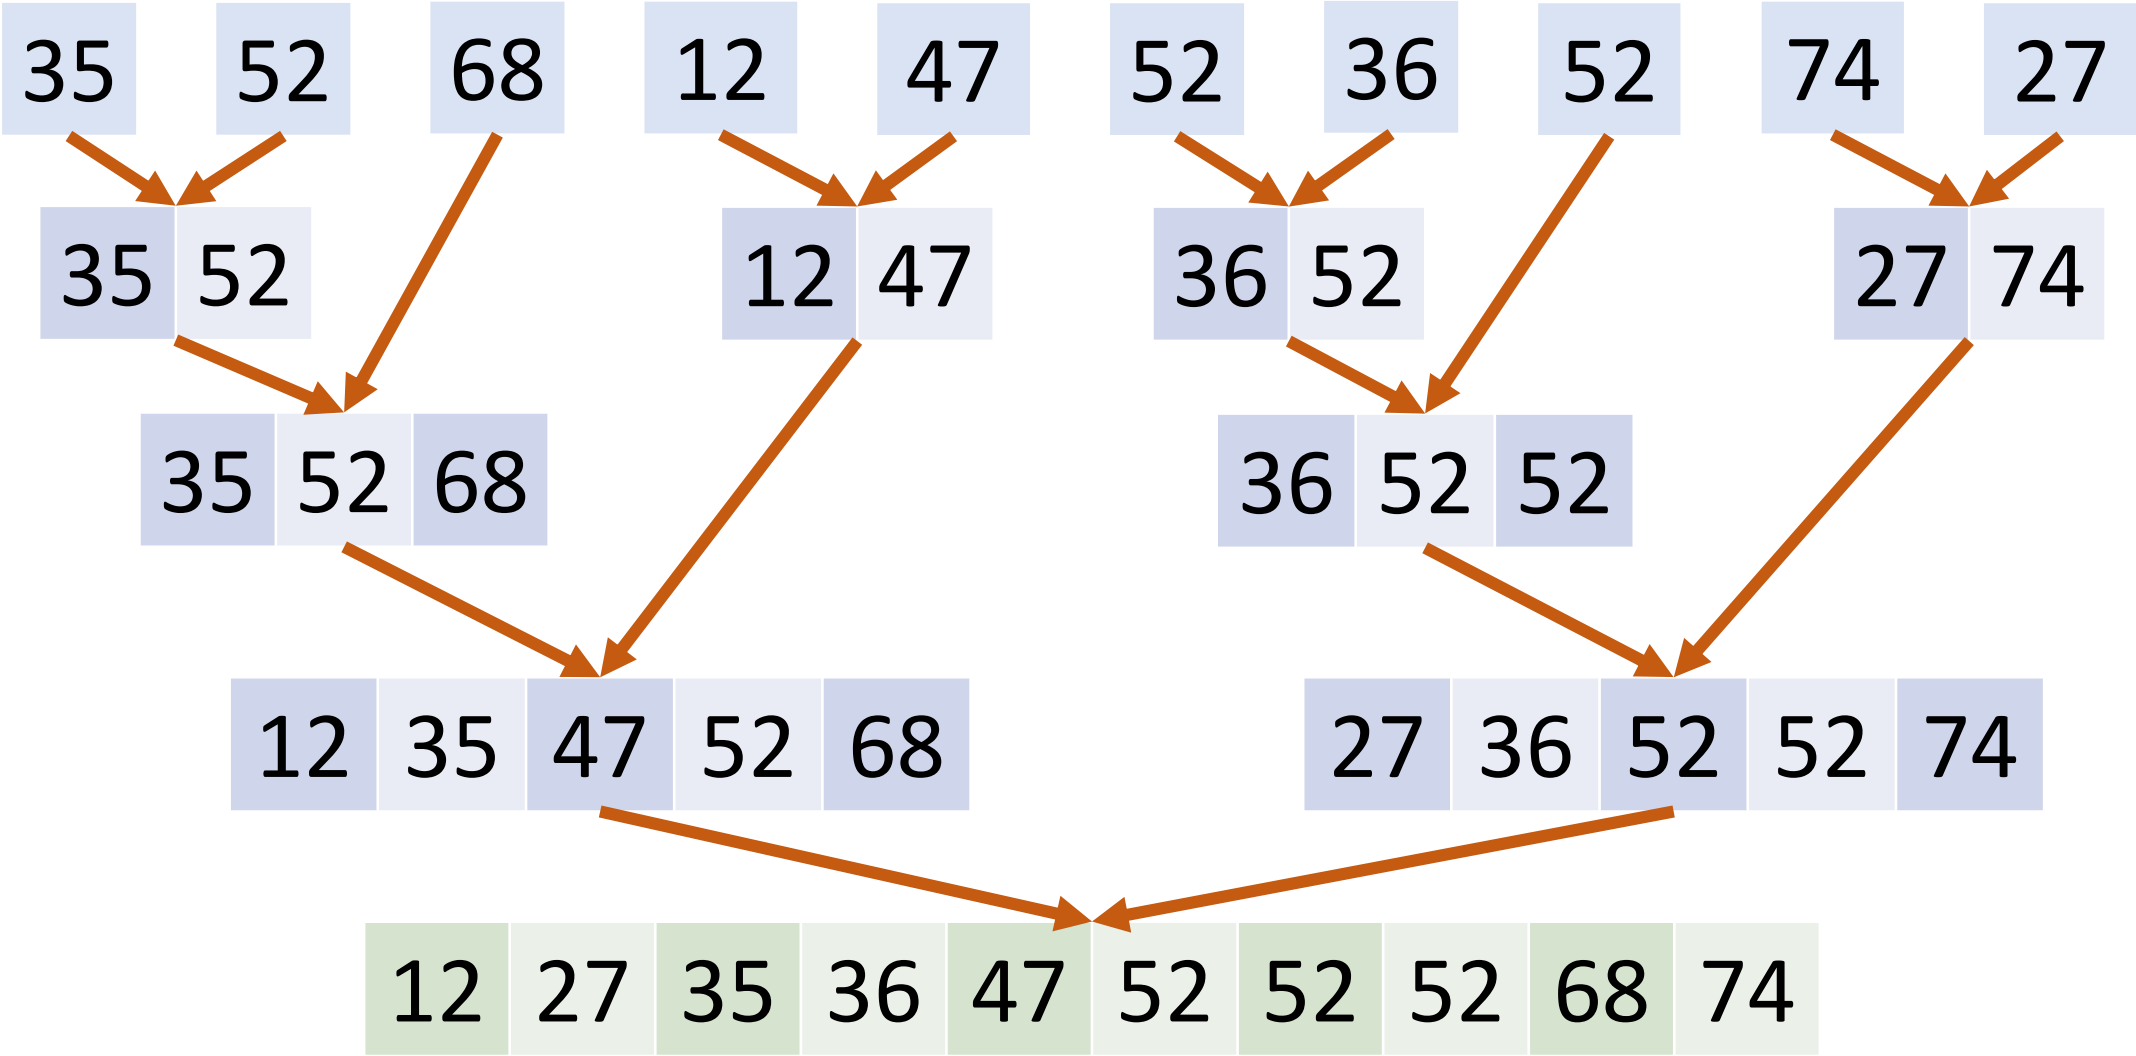 35 52 68 12 47 52 36 52 74 27
35 52 12 47 36 52 27 74
35 52 68 36 52 52
12 35 47 52 68 27 36 52 52 74
12 27 35 36 47 52 52 52 68 74